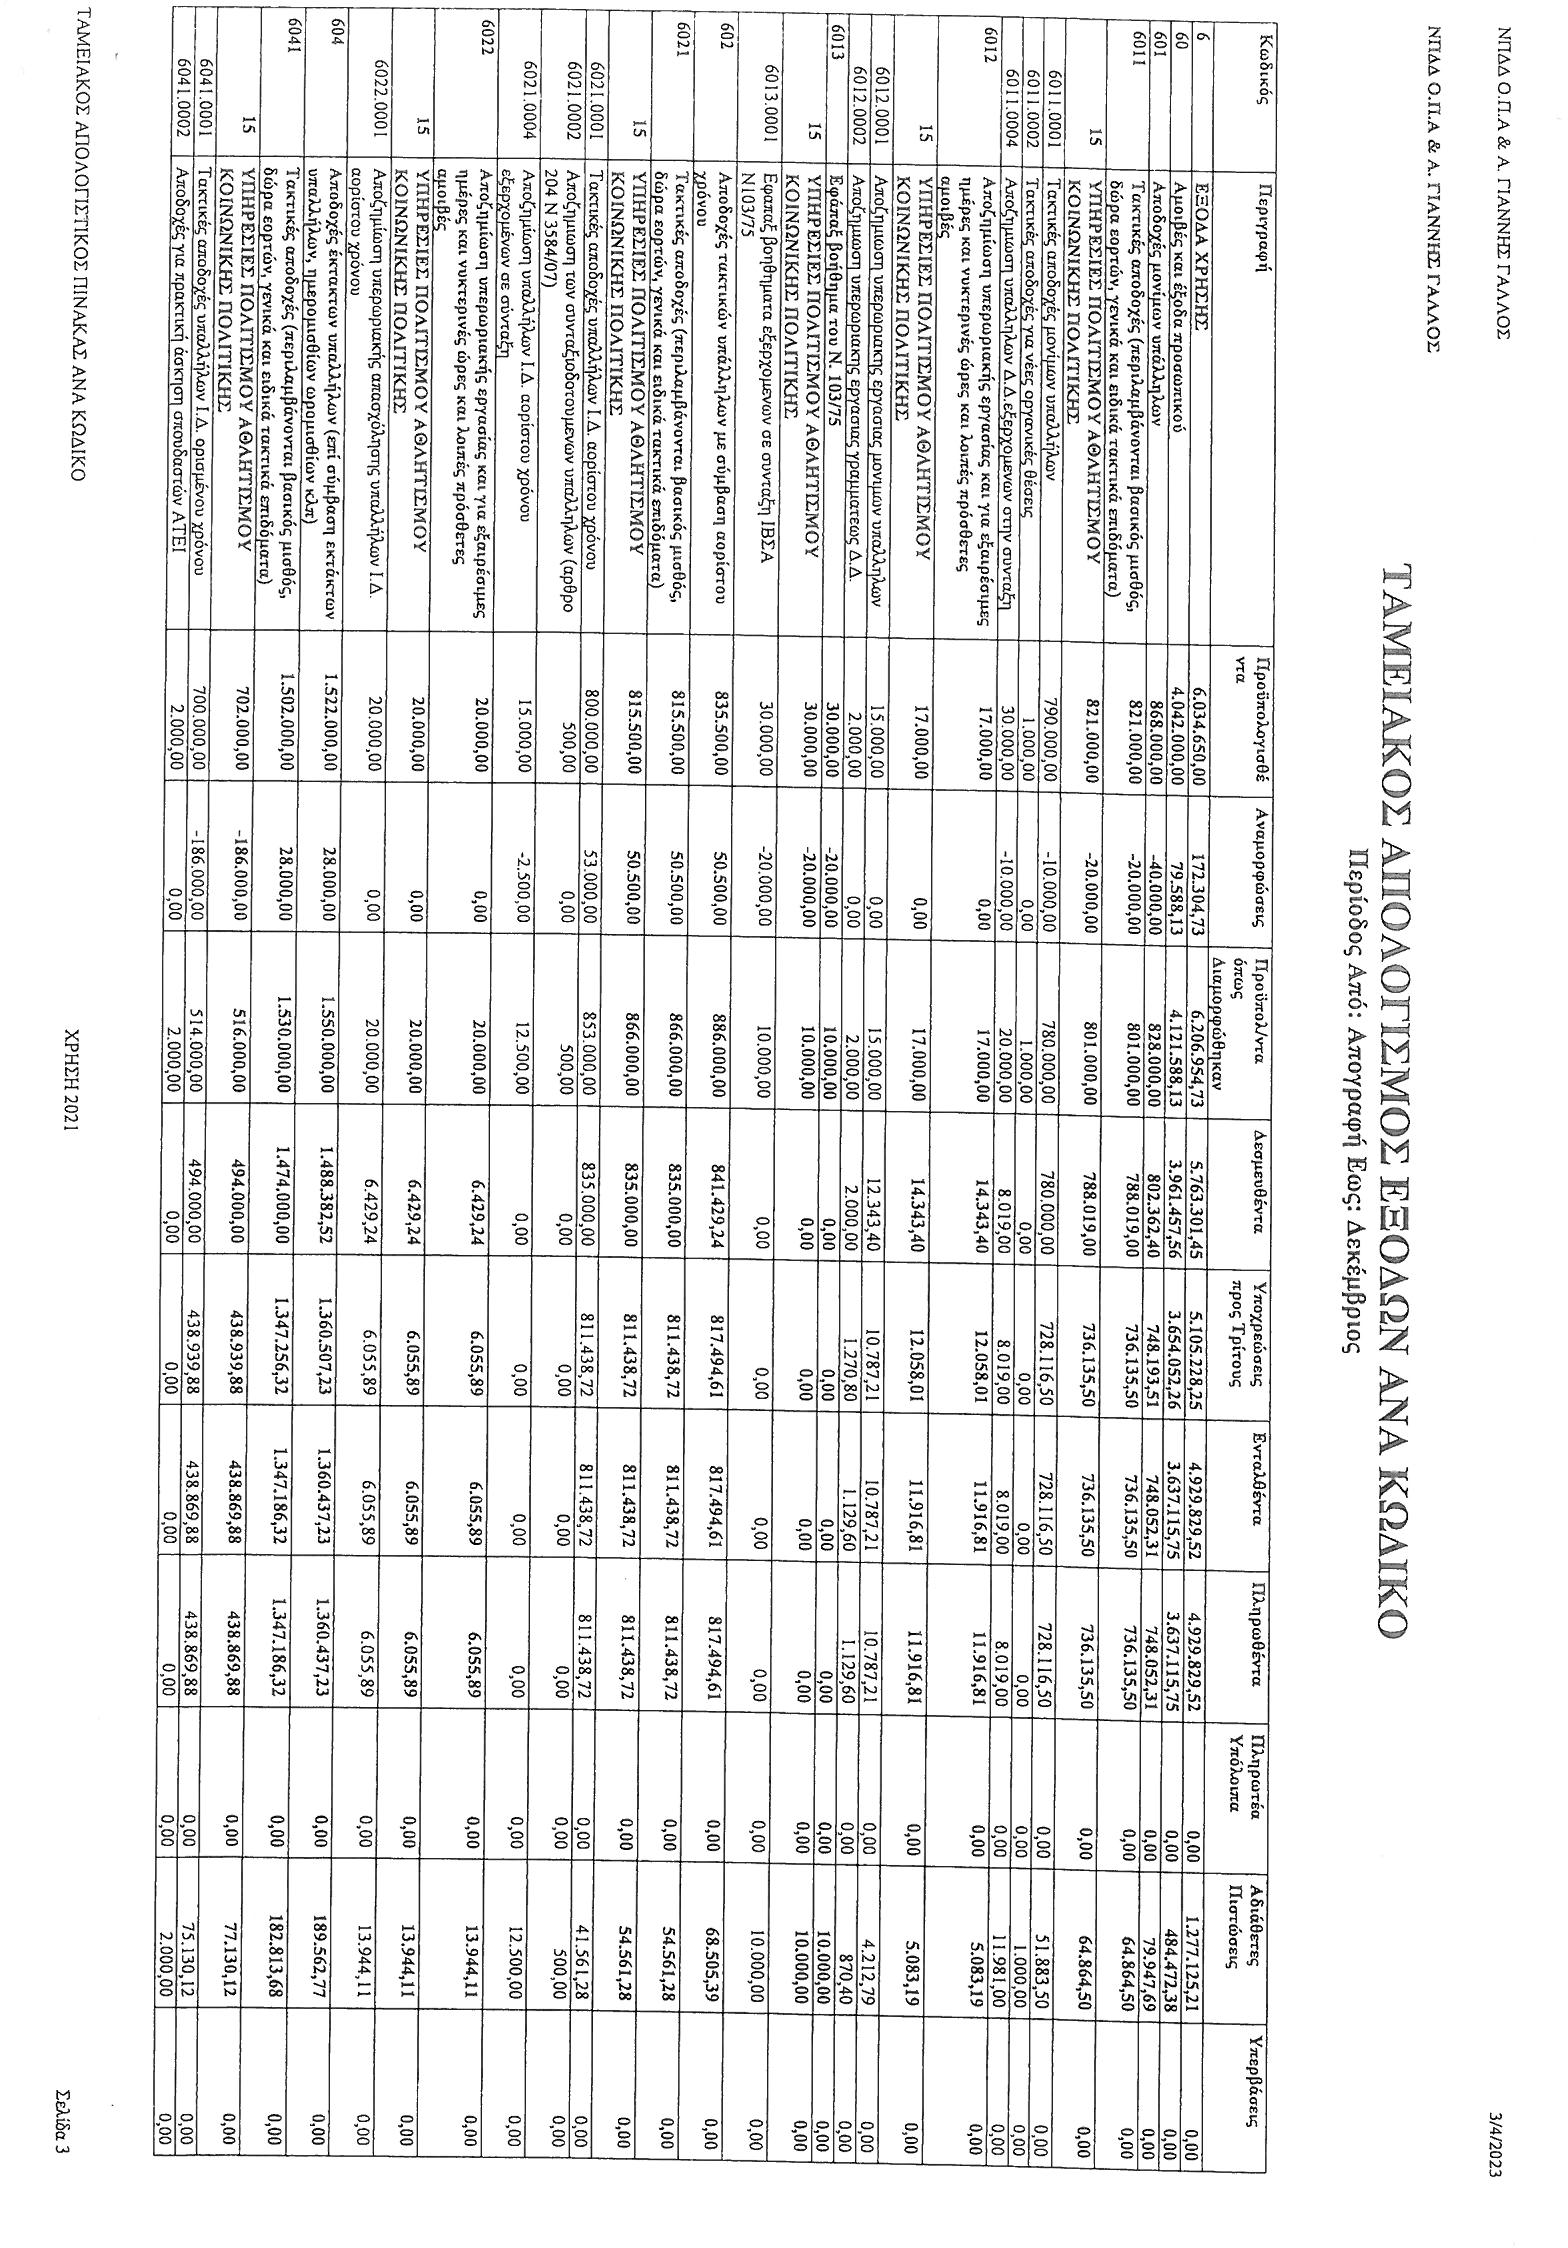 ΝΠΔΔ Ο.Π.Α & Α. ΓΙΑΝΝΗΣ ΓΑΛΛΟΣ 3/4/2023
ΝΠΔΔ Ο.Π.Α & Α. ΓΙΑΝΝΗΣ ΓΑΛΛΟΣ
ΤΑΜΕΙΑΚΟΣ ΑΠΟΛΟΓΙΣΜΟΣ ΕΞΟΔΩΝ ΑΝΑ ΚΩΔΙΚΟ
Περίοδος Από: Απογραφή Εως: Δεκέμβριος
Κωδικός Περιγραφή Προϋπολογισθέ Αναμορφώσεις Προϋπολ/ντα Δεσμευθέντα Υποχρεώσεις Ενταλθέντα Πληρωθέντα Πληρωτέα Αδιάθετες Υπερβάσεις
ντα όπως προς Τρίτους Υπόλοιπα Πιστώσεις
Διαμορφώθηκαν
6 ΕΞΟΔΑ ΧΡΗΣΗΣ 6.034.650,00 172.304,73 6.206.954,73 5.763.301,45 5.105.228,25 4.929.829,52 4.929.829,52 0,00 1.277.125,21 0,00
60 Αμοιβές και έξοδα προσωπικού 4.042.000,00 79.588,13 4.121.588,13 3.961.457,56 3.654.052,26 3.637.115,75 3.637.115,75 0,00 484.472,38 0,00
601 Αποδοχές μονίμων υπάλληλων 868.000,00 -40.000,00 828.000,00 802.362,40 748.193,51 748.052,31 748.052,31 0,00 79.947,69 0,00
6011 Τακτικές αποδοχές (περιλαμβάνονται βασικός μισθός, 821.000,00 -20.000,00 801.000,00 788.019,00 736.135,50 736.135,50 736.135,50 0,00 64.864,50 0,00
δώρα εορτών, γενικά και ειδικά τακτικά επιδόματα)
15 ΥΠΗΡΕΣΙΕΣ ΠΟΛΙΤΙΣΜΟΥ ΑΘΛΗΤΙΣΜΟΥ 821.000,00 -20.000,00 801.000,00 788.019,00 736.135,50 736.135,50 736.135,50 0,00 64.864,50 0,00
ΚΟΙΝΩΝΙΚΗΣ ΠΟΛΙΤΙΚΗΣ
6011.0001 Τακτικές αποδοχές μονίμων υπαλλήλων 790.000,00 -10.000,00 780.000,00 780.000,00 728.116,50 728.116,50 728.116,50 0,00 51.883,50 0,00
6011.0002 Τακτικές αποδοχές για νέες οργανικές θέσεις 1.000,00 0,00 1.000,00 0,00 0,00 0,00 0,00 0,00 1.000,00 0,00
6011.0004 Αποζημιωση υπαλληλων Δ.Δ.εξερχομενων στην συνταξη 30.000,00 -10.000,00 20.000,00 8.019,00 8.019,00 8.019,00 8.019,00 0,00 11.981,00 0,00
6012 Αποζημίωση υπερωριακής εργασίας και για εξαιρέσιμες 17.000,00 0,00 17.000,00 14.343,40 12.058,01 11.916,81 11.916,81 0,00 5.083,19 0,00
ημέρες και νυκτερινές ώρες και λοιπές πρόσθετες
αμοιβές
15 ΥΠΗΡΕΣΙΕΣ ΠΟΛΙΤΙΣΜΟΥ ΑΘΛΗΤΙΣΜΟΥ 17.000,00 0,00 17.000,00 14.343,40 12.058,01 11.916,81 11.916,81 0,00 5.083,19 0,00
ΚΟΙΝΩΝΙΚΗΣ ΠΟΛΙΤΙΚΗΣ
6012.0001 Αποζημιωση υπερωριακης εργασιας μονιμων υπαλληλων 15.000,00 0,00 15.000,00 12.343,40 10.787,21 10.787,21 10.787,21 0,00 4.212,79 0,00
6012.0002 Αποζημιωση υπερωριακης εργασιας γραμματεως Δ.Δ. 2.000,00 0,00 2.000,00 2.000,00 1.270,80 1.129,60 1.129,60 0,00 870,40 0,00
6013 Εφάπαξ βοήθημα του Ν. 103/75 30.000,00 -20.000,00 10.000,00 0,00 0,00 0,00 0,00 0,00 10.000,00 0,00
15 ΥΠΗΡΕΣΙΕΣ ΠΟΛΙΤΙΣΜΟΥ ΑΘΛΗΤΙΣΜΟΥ 30.000,00 -20.000,00 10.000,00 0,00 0,00 0,00 0,00 0,00 10.000,00 0,00
ΚΟΙΝΩΝΙΚΗΣ ΠΟΛΙΤΙΚΗΣ
6013.0001 Εφαπαξ βοηθηματα εξερχομενων σε συνταξη ΙΒΣΑ 30.000,00 -20.000,00 10.000,00 0,00 0,00 0,00 0,00 0,00 10.000,00 0,00
Ν103/75
602 Αποδοχές τακτικών υπάλληλων με σύμβαση αορίστου 835.500,00 50.500,00 886.000,00 841.429,24 817.494,61 817.494,61 817.494,61 0,00 68.505,39 0,00
χρόνου
6021 Τακτικές αποδοχές (περιλαμβάνονται βασικός μισθός, 815.500,00 50.500,00 866.000,00 835.000,00 811.438,72 811.438,72 811.438,72 0,00 54.561,28 0,00
δώρα εορτών, γενικά και ειδικά τακτικά επιδόματα)
15 ΥΠΗΡΕΣΙΕΣ ΠΟΛΙΤΙΣΜΟΥ ΑΘΛΗΤΙΣΜΟΥ 815.500,00 50.500,00 866.000,00 835.000,00 811.438,72 811.438,72 811.438,72 0,00 54.561,28 0,00
ΚΟΙΝΩΝΙΚΗΣ ΠΟΛΙΤΙΚΗΣ
6021.0001 Τακτικές αποδοχές υπαλλήλων Ι.Δ. αορίστου χρόνου 800.000,00 53.000,00 853.000,00 835.000,00 811.438,72 811.438,72 811.438,72 0,00 41.561,28 0,00
6021.0002 Αποζημιωση των συνταξιοδοτουμενων υπαλληλων (αρθρο 500,00 0,00 500,00 0,00 0,00 0,00 0,00 0,00 500,00 0,00
204 Ν 3584/07)
6021.0004 Αποζημίωση υπαλλήλων Ι.Δ. αορίστου χρόνου 15.000,00 -2.500,00 12.500,00 0,00 0,00 0,00 0,00 0,00 12.500,00 0,00
εξερχομένων σε σύνταξη
6022 Αποζημίωση υπερωριακής εργασίας και για εξαιρέσιμες 20.000,00 0,00 20.000,00 6.429,24 6.055,89 6.055,89 6.055,89 0,00 13.944,11 0,00
ημέρες και νυκτερινές ώρες και λοιπές πρόσθετες
αμοιβές
15 ΥΠΗΡΕΣΙΕΣ ΠΟΛΙΤΙΣΜΟΥ ΑΘΛΗΤΙΣΜΟΥ 20.000,00 0,00 20.000,00 6.429,24 6.055,89 6.055,89 6.055,89 0,00 13.944,11 0,00
ΚΟΙΝΩΝΙΚΗΣ ΠΟΛΙΤΙΚΗΣ
6022.0001 Αποζημίωση υπερωριακής απασχόλησης υπαλλήλων Ι.Δ. 20.000,00 0,00 20.000,00 6.429,24 6.055,89 6.055,89 6.055,89 0,00 13.944,11 0,00
αορίστου χρόνου
604 Αποδοχές έκτακτων υπαλλήλων (επί σύμβαση εκτάκτων 1.522.000,00 28.000,00 1.550.000,00 1.488.382,52 1.360.507,23 1.360.437,23 1.360.437,23 0,00 189.562,77 0,00
υπαλλήλων, ημερομισθίων ωρομισθίων κλπ)
6041 Τακτικές αποδοχές (περιλαμβάνονται βασικός μισθός, 1.502.000,00 28.000,00 1.530.000,00 1.474.000,00 1.347.256,32 1.347.186,32 1.347.186,32 0,00 182.813,68 0,00
δώρα εορτών, γενικά και ειδικά τακτικά επιδόματα)
15 ΥΠΗΡΕΣΙΕΣ ΠΟΛΙΤΙΣΜΟΥ ΑΘΛΗΤΙΣΜΟΥ 702.000,00 -186.000,00 516.000,00 494.000,00 438.939,88 438.869,88 438.869,88 0,00 77.130,12 0,00
ΚΟΙΝΩΝΙΚΗΣ ΠΟΛΙΤΙΚΗΣ
6041.0001 Τακτικές αποδοχές υπαλλήλων Ι.Δ. ορισμένου χρόνου 700.000,00 -186.000,00 514.000,00 494.000,00 438.939,88 438.869,88 438.869,88 0,00 75.130,12 0,00
6041.0002 Αποδοχές για πρακτική άσκηση σπουδαστών ΑΤΕΙ 2.000,00 0,00 2.000,00 0,00 0,00 0,00 0,00 0,00 2.000,00 0,00
ΤΑΜΕΙΑΚΟΣ ΑΠΟΛΟΓΙΣΤΙΚΟΣ ΠΙΝΑΚΑΣ ΑΝΑ ΚΩΔΙΚΟ ΧΡΗΣΗ 2021 Σελίδα 3